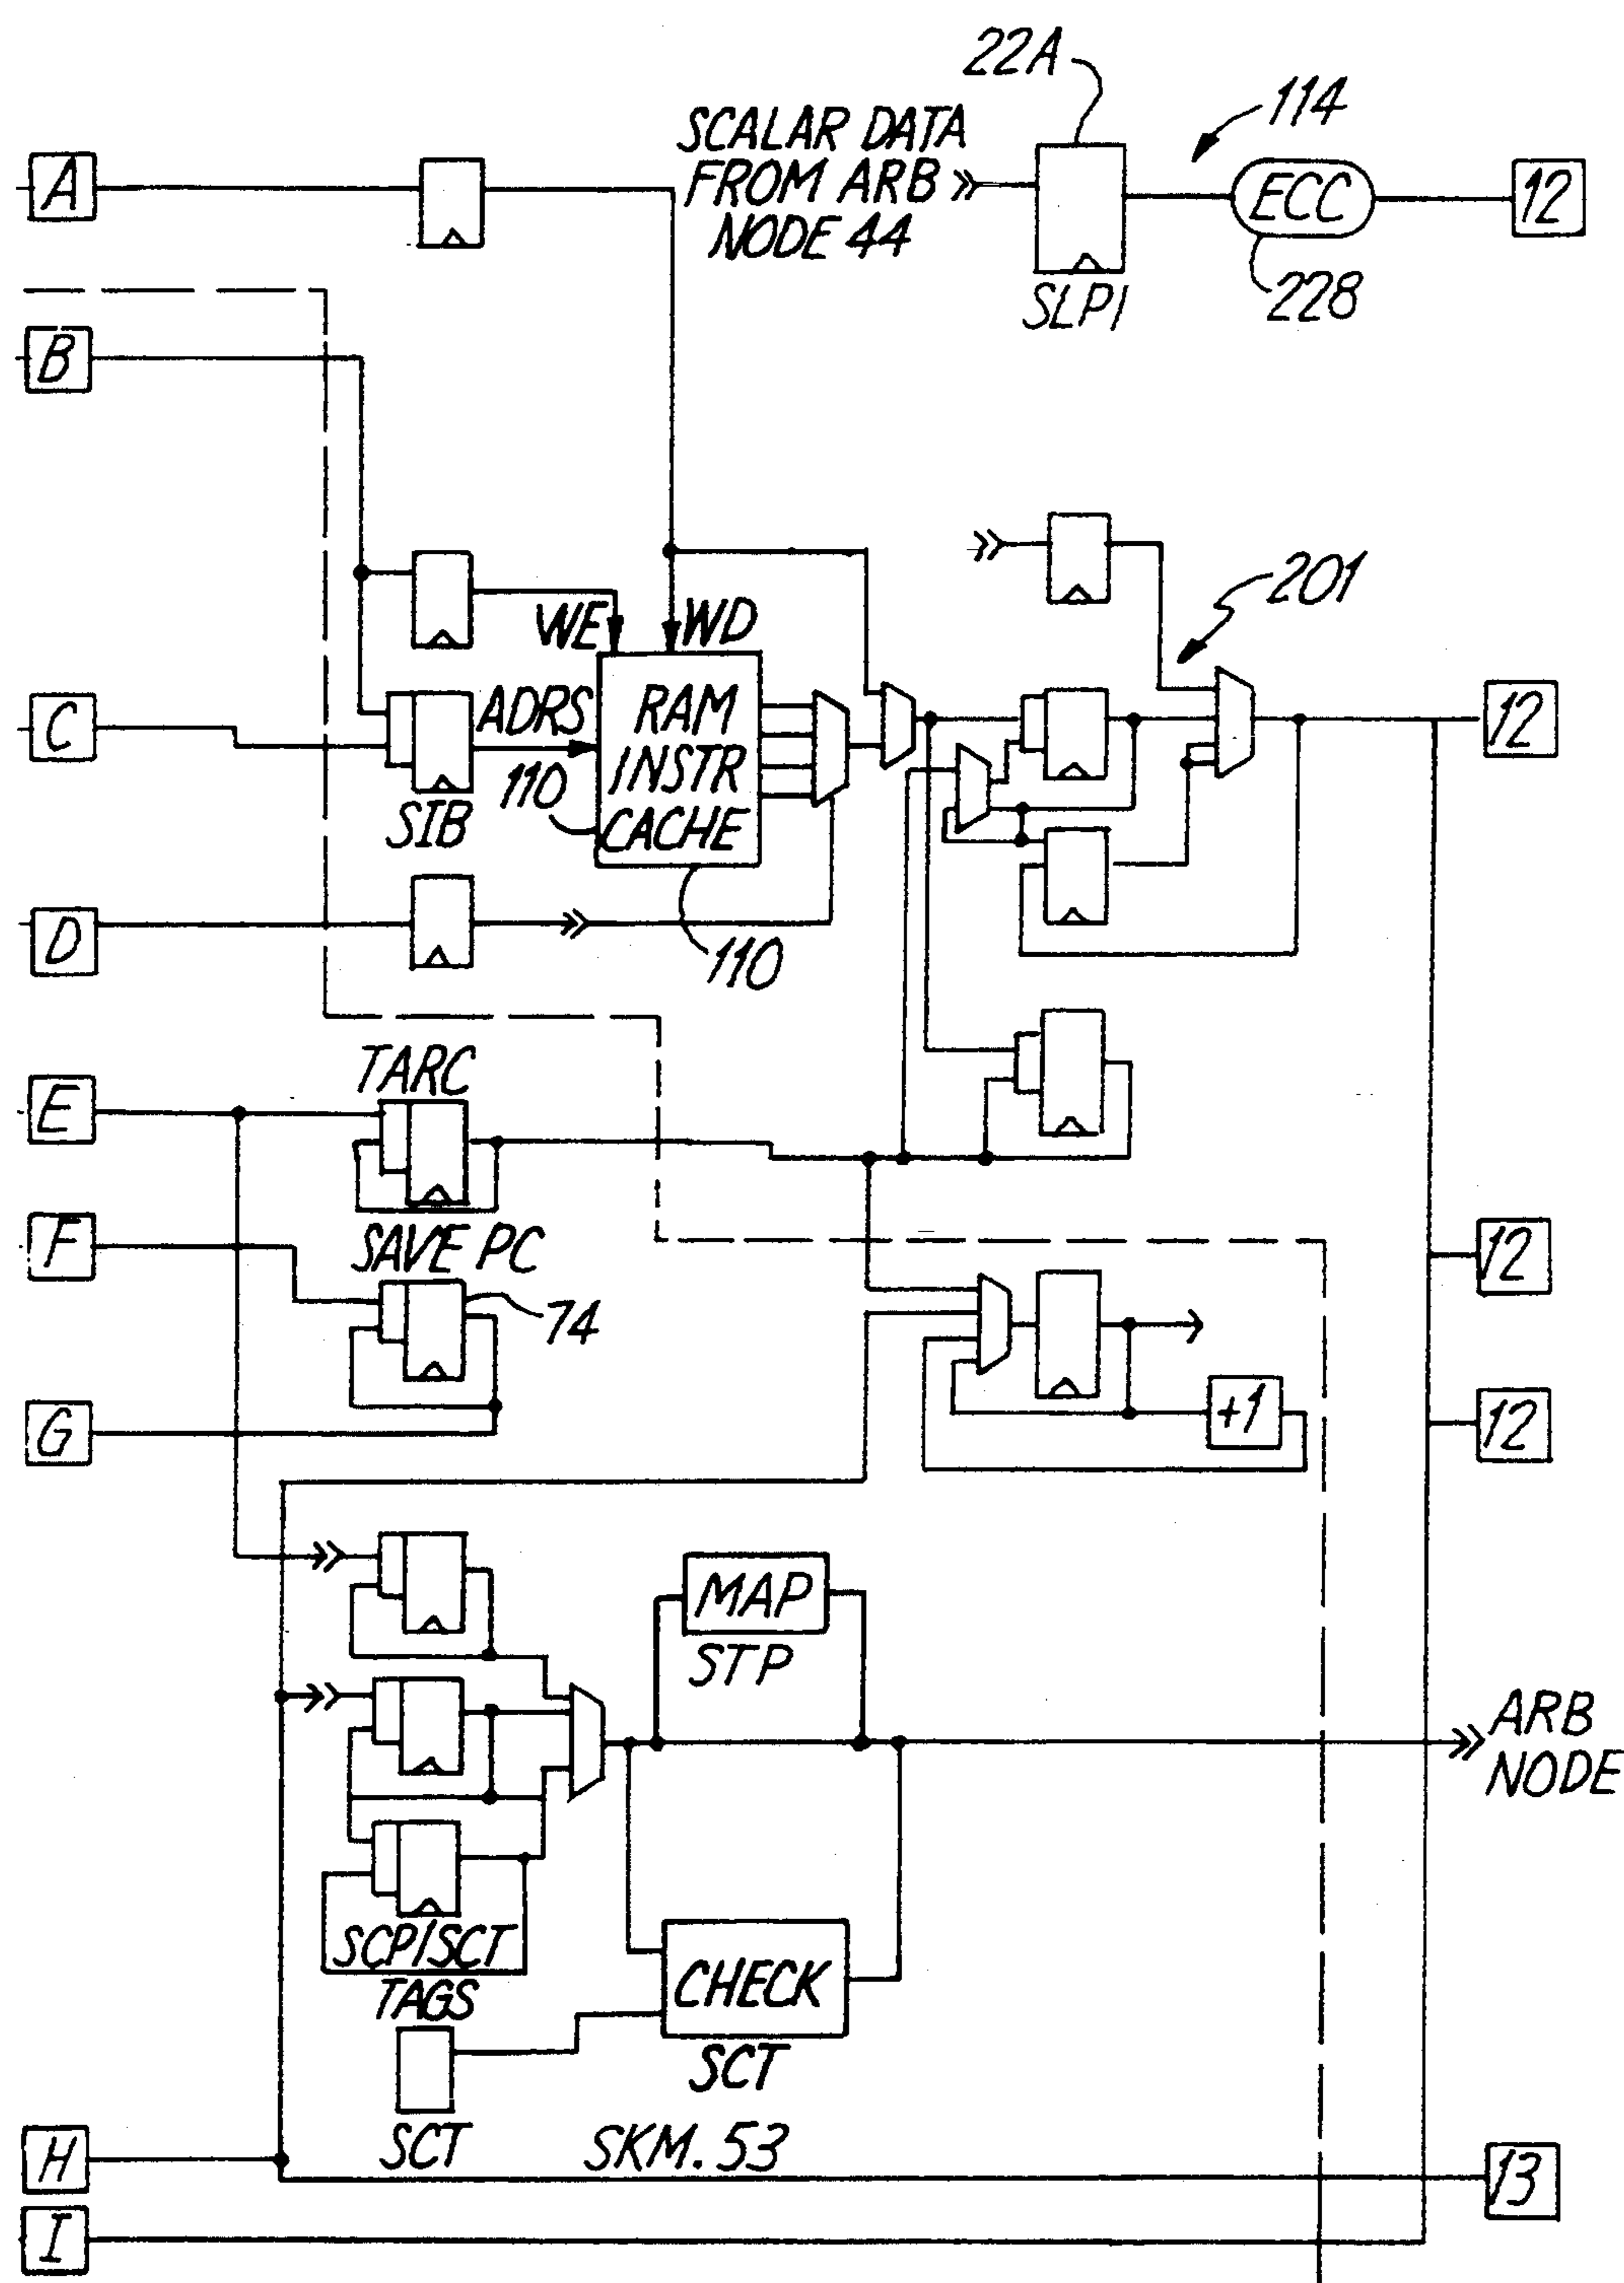 22A
114
SCALAR DATA
FROM ARB
NODE 44
A
ECC
12
SLPI
228
B
201
WE
WD
C
ADRS
RAM
INSTR
CACHE
12
110
SIB
D
110
TARC
E
F
SAVE PC
12
74
G
+1
12
MAP
STP
ARB
NODE
SCP/SCT
TAGS
CHECK
SCT
SCT
SKM. 53
H
13
I